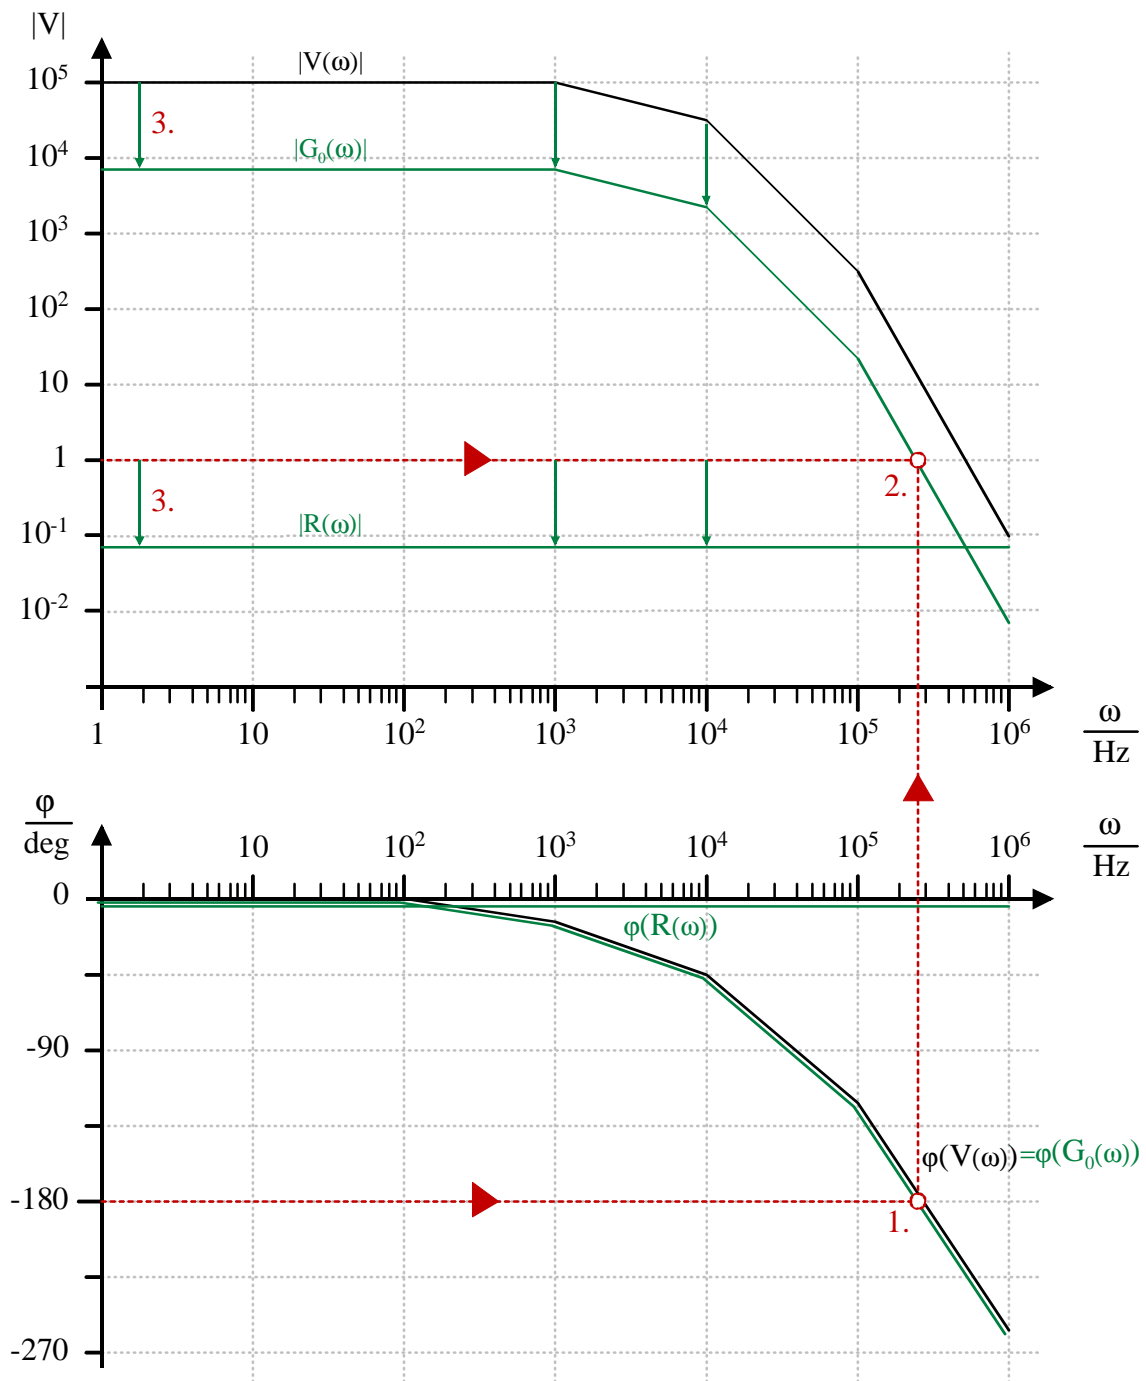 |V|
10⁵
|V(ω)|
3.
10⁴
|G₀(ω)|
10³
10²
10
1
2.
3.
|R(ω)|
10⁻¹
10⁻²
1 10 10² 10³ 10⁴ 10⁵ 10⁶
ω
Hz
φ
deg
10 10² 10³ 10⁴ 10⁵ 10⁶
ω
Hz
0
φ(R(ω))
-90
φ(V(ω))=φ(G₀(ω))
-180
1.
-270